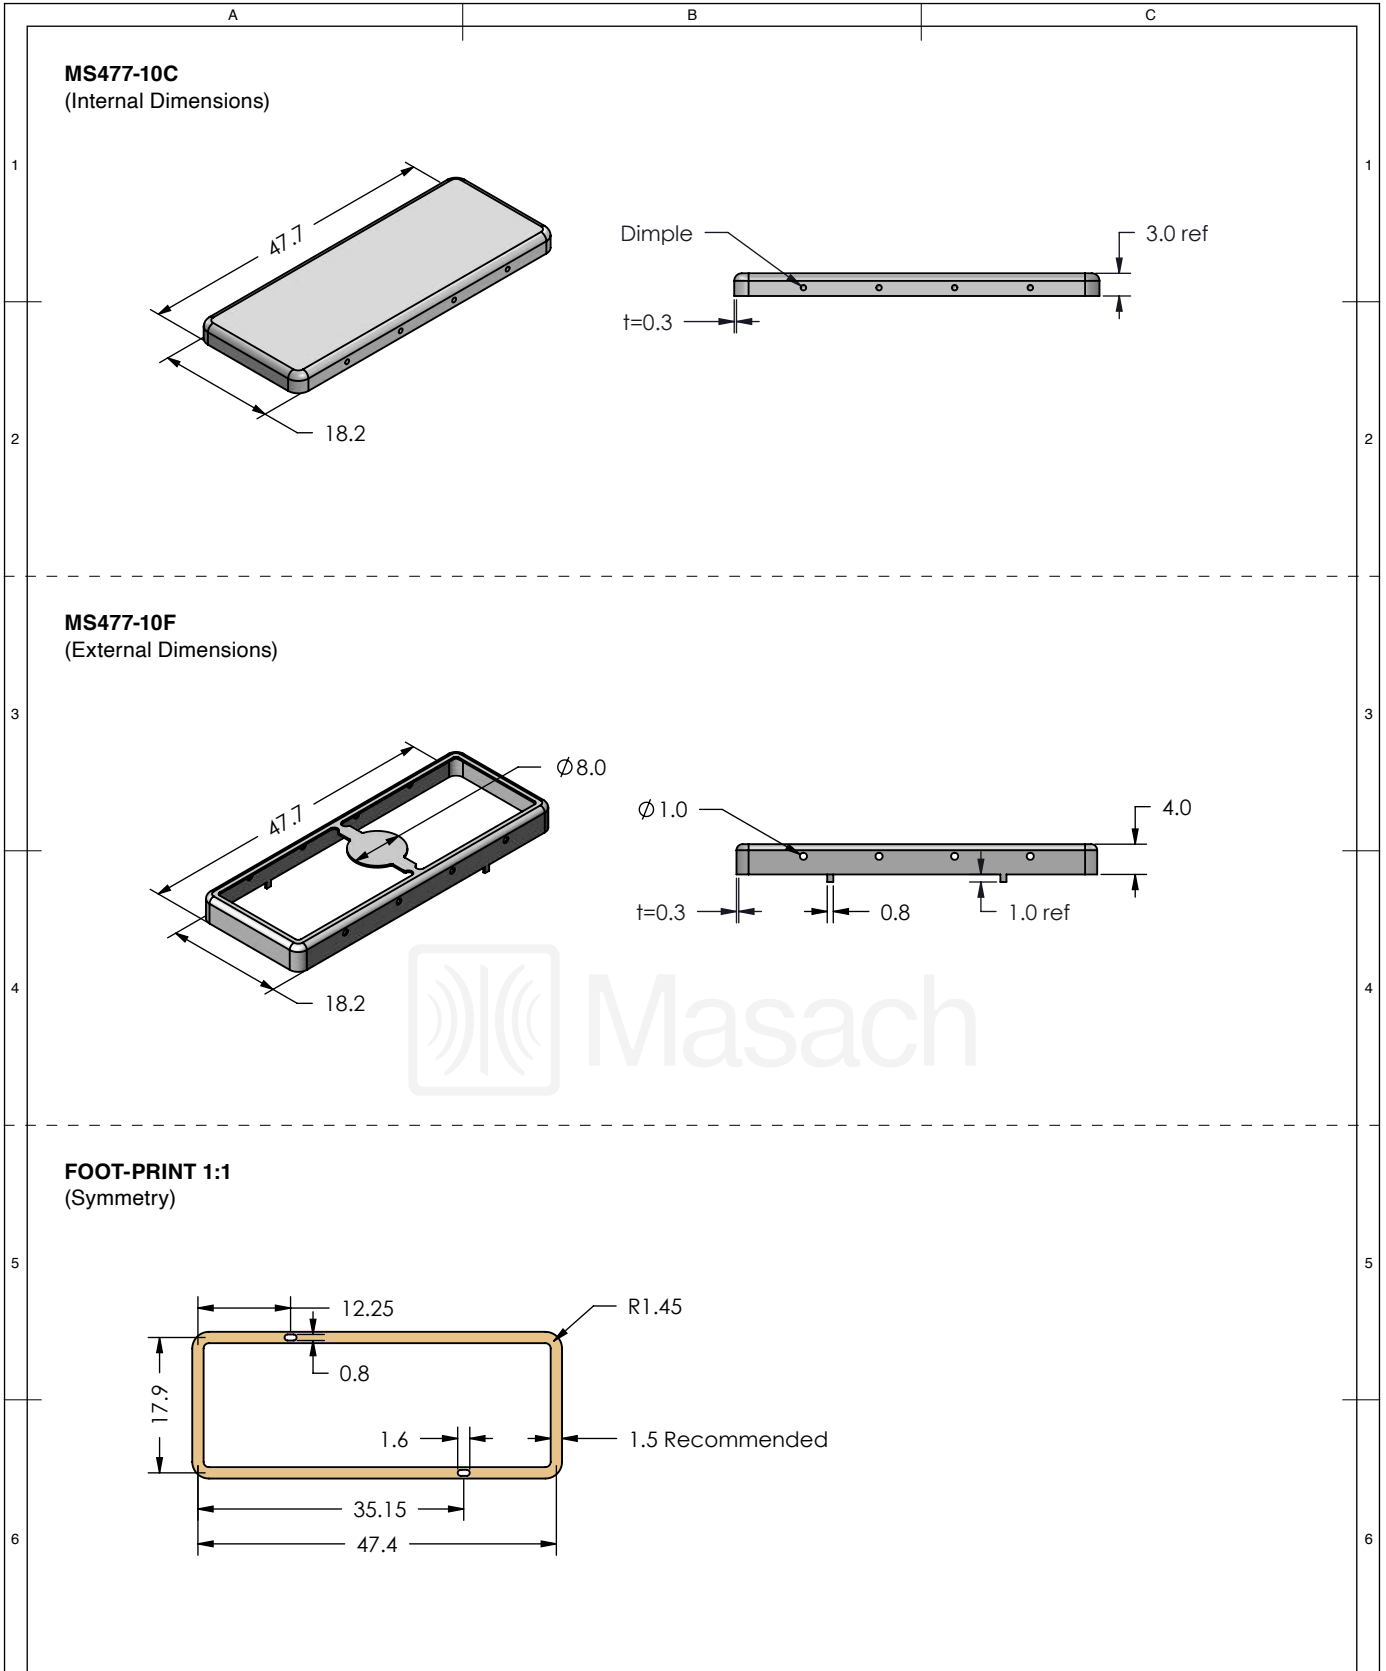 A B C
MS477-10C
(Internal Dimensions)
1 1
47.7
Dimple
3.0 ref
t=0.3
18.2
2 2
MS477-10F
(External Dimensions)
3 3
Ø8.0
47.7
Ø1.0
4.0
t=0.3
0.8
1.0 ref
18.2
4 4
Masach
FOOT-PRINT 1:1
(Symmetry)
5 5
12.25
R1.45
0.8
17.9
1.6
1.5 Recommended
35.15
47.4
6 6